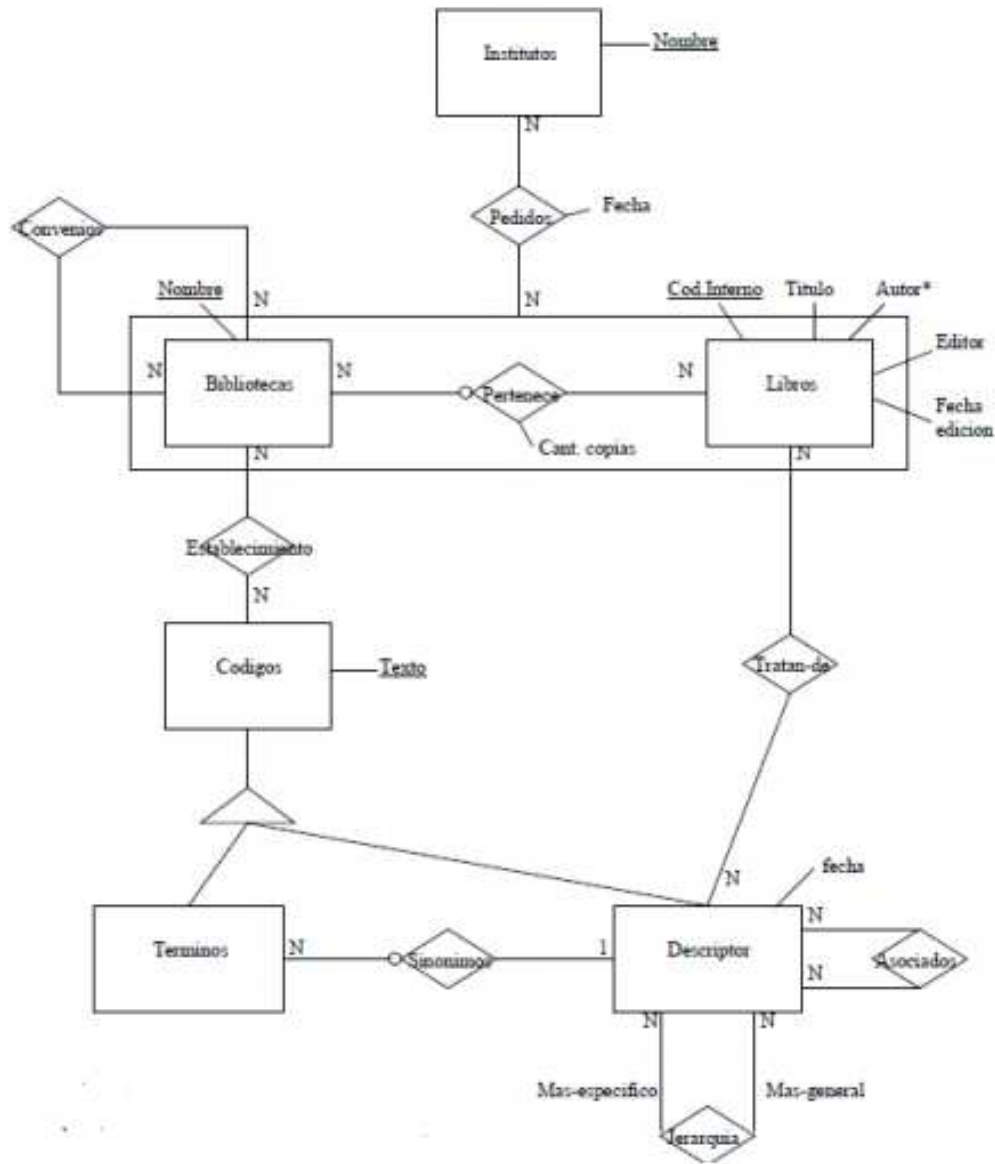 Institutos
Nombre
N
Pedidos
Fecha
Convenios
Nombre
N
N
Cod.Interno
Titulo
Autor*
Editor
N
Bibliotecas
N
Pertenece
N
Libros
Fecha
edicion
Cant. copias
N
N
Establecimiento
N
Codigos
Texto
Tratan-de
N
fecha
Terminos
N
Sinonimos
1
Descriptor
N
Asociados
N
N
N
Mas-especifico
Mas-general
Jerarquia